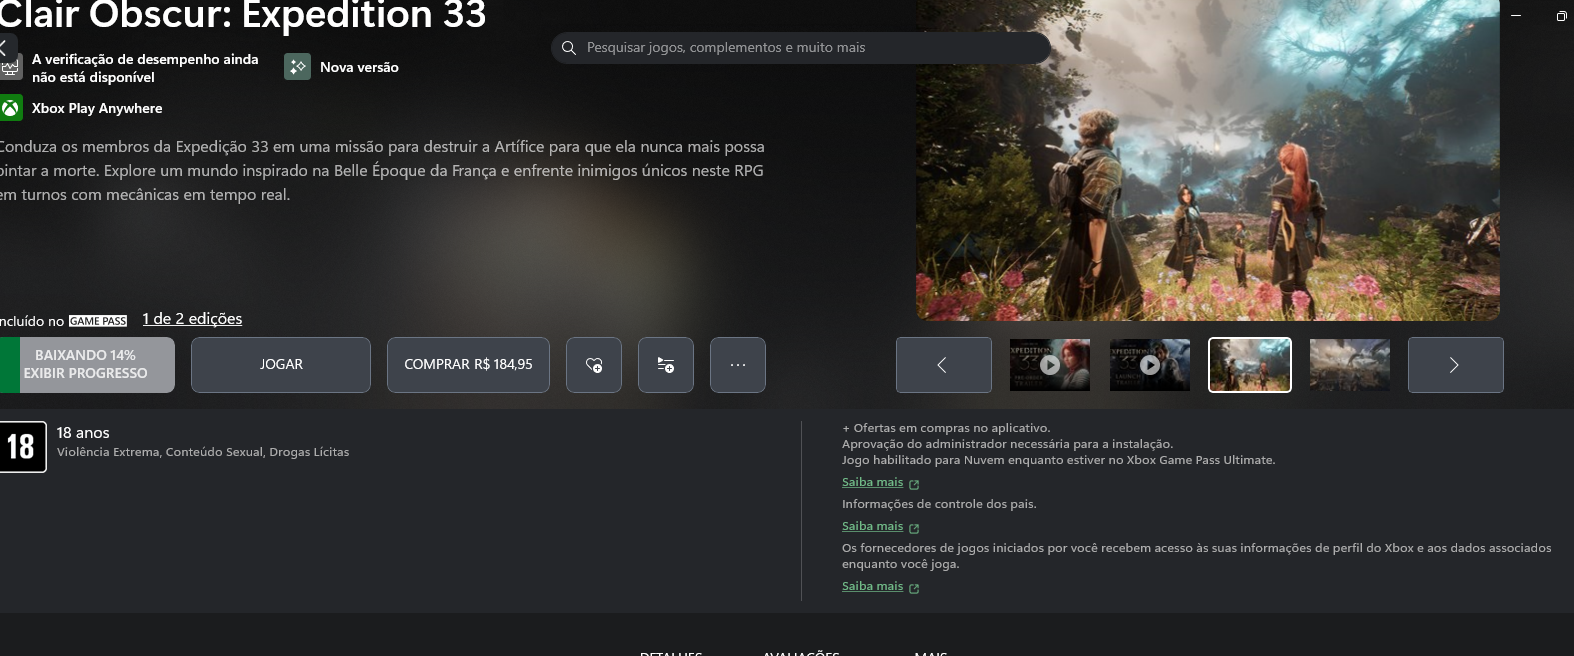 Clair Obscur: Expedition 33
Pesquisar jogos, complementos e muito mais
A verificação de desempenho ainda
não está disponível
Nova versão
Xbox Play Anywhere
Conduza os membros da Expedição 33 em uma missão para destruir a Artífice para que ela nunca mais possa
pintar a morte. Explore um mundo inspirado na Belle Époque da França e enfrente inimigos únicos neste RPG
em turnos com mecânicas em tempo real.
ncluído no GAME PASS
1 de 2 edições
BAIXANDO 14%
EXIBIR PROGRESSO
JOGAR
COMPRAR R$ 184,95
18
18 anos
Violência Extrema, Conteúdo Sexual, Drogas Lícitas
+ Ofertas em compras no aplicativo.
Aprovação do administrador necessária para a instalação.
Jogo habilitado para Nuvem enquanto estiver no Xbox Game Pass Ultimate.
Saiba mais
Informações de controle dos pais.
Saiba mais
Os fornecedores de jogos iniciados por você recebem acesso às suas informações de perfil do Xbox e aos dados associados
enquanto você joga.
Saiba mais
DETALHES
AVALIAÇÕES
MAIS